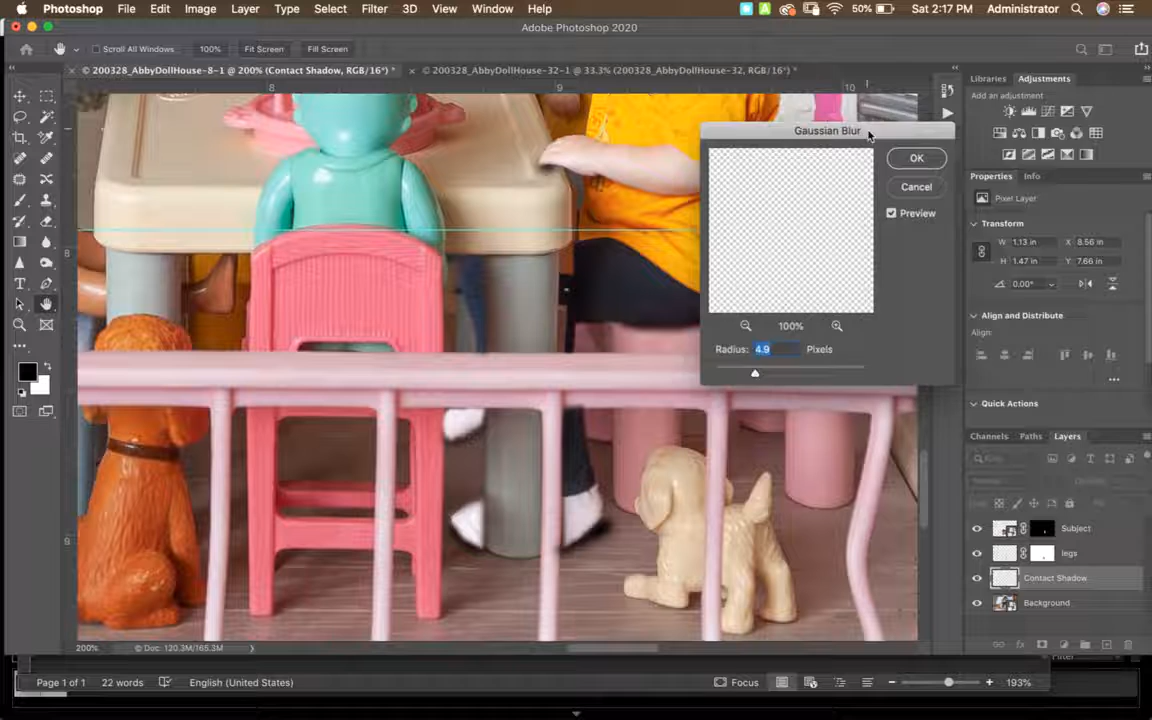 Photoshop File Edit Image Layer Type Select Filter 3D View Window Help 50% Sat 2:17 PM Administrator
Adobe Photoshop 2020
Scroll All Windows 100% Fit Screen Fill Screen
× © 200328_AbbyDollHouse-8-1 @ 200% (Contact Shadow, RGB/16*) * × © 200328_AbbyDollHouse-32-1 @ 33.3% (200328_AbbyDollHouse-32, RGB/16*) *
8 9 10
Libraries Adjustments
Add an adjustment
Gaussian Blur
OK
Cancel
Preview
100%
Radius: 4.9 Pixels
Properties Info
Pixel Layer
Transform
W 1.13 in X 8.56 in
H 1.47 in Y 7.66 in
0.00°
Align and Distribute
Align:
Quick Actions
Channels Paths Layers
Subject
legs
Contact Shadow
Background
8
9
200% Doc: 120.3M/165.3M
Page 1 of 1 22 words English (United States) Focus 193%